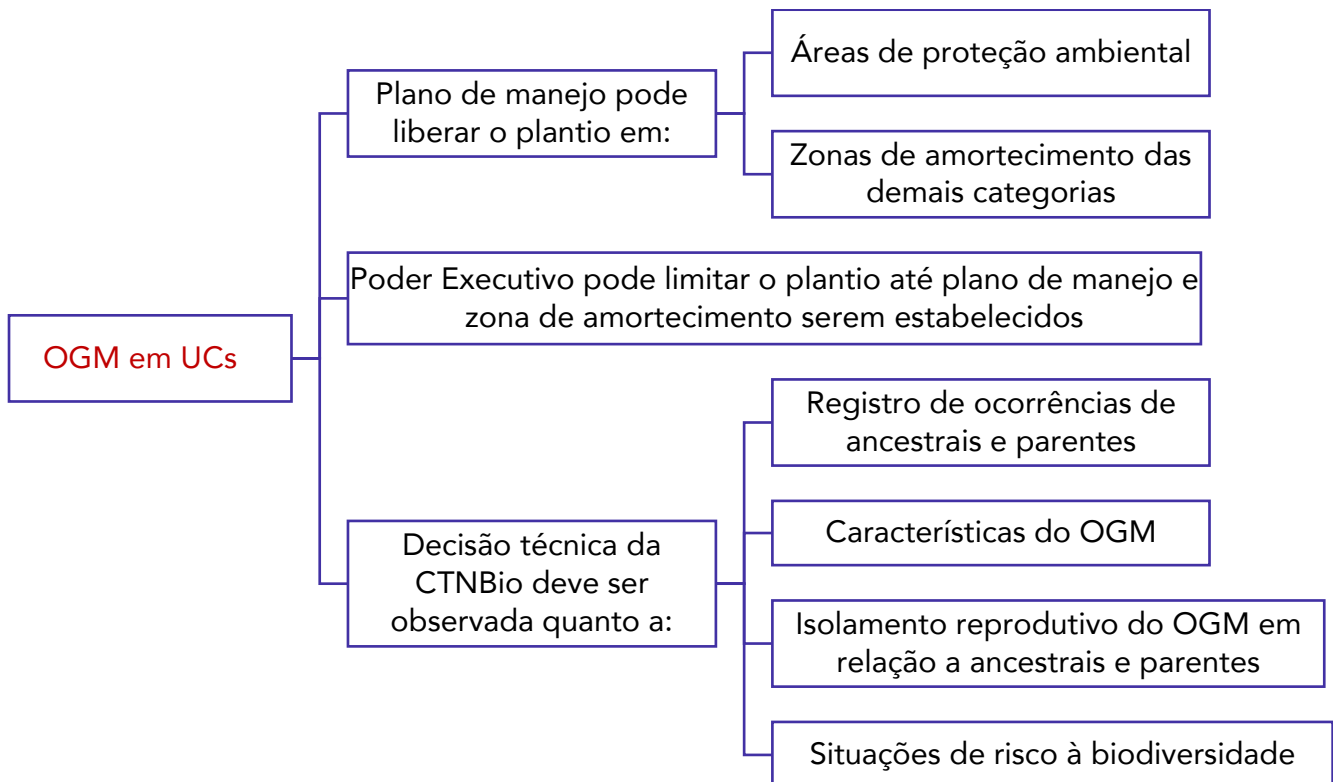 OGM em UCs
Plano de manejo pode
liberar o plantio em:
Áreas de proteção ambiental
Zonas de amortecimento das
demais categorias
Poder Executivo pode limitar o plantio até plano de manejo e
zona de amortecimento serem estabelecidos
Decisão técnica da
CTNBio deve ser
observada quanto a:
Registro de ocorrências de
ancestrais e parentes
Características do OGM
Isolamento reprodutivo do OGM em
relação a ancestrais e parentes
Situações de risco à biodiversidade